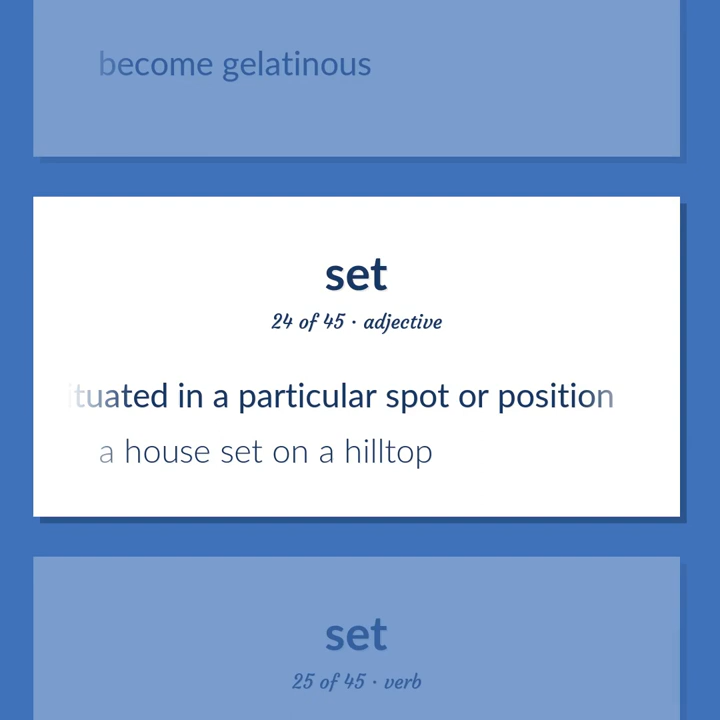 become gelatinous
set
24 of 45 · adjective
ituated in a particular spot or position
a house set on a hilltop
set
25 of 45 · verb